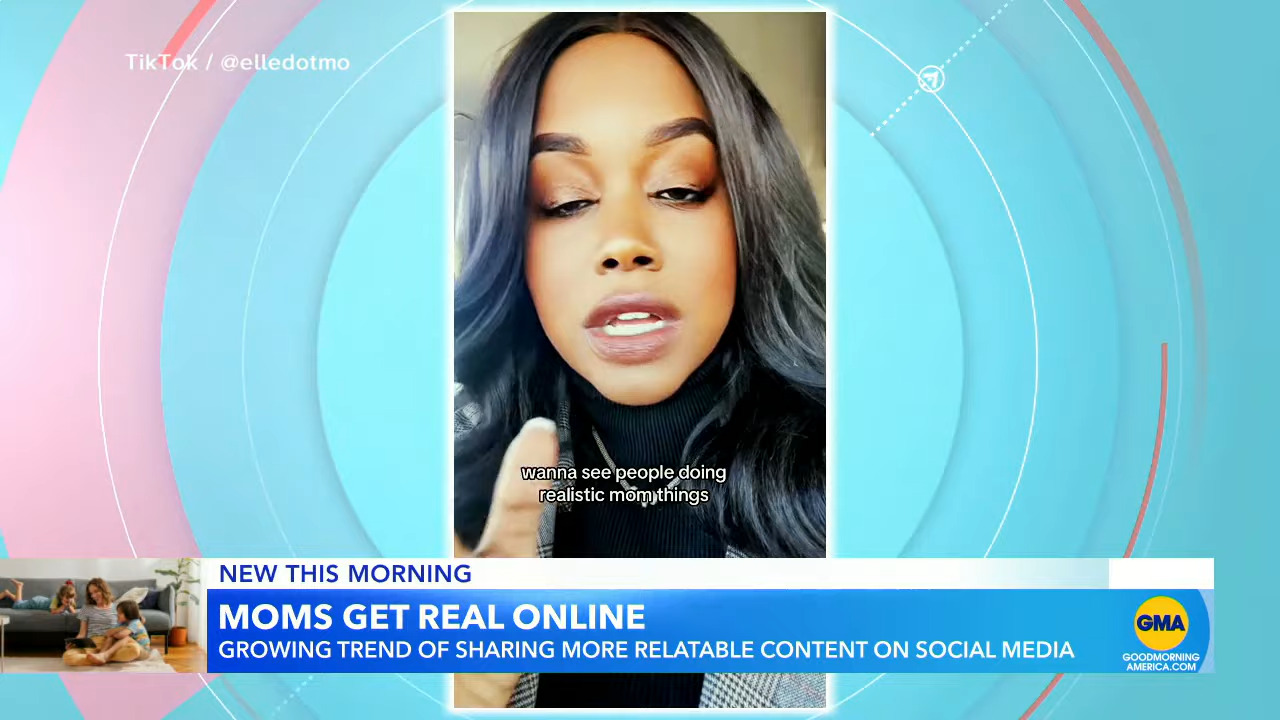 TikTok / @elledotmo
wanna see people doing
realistic mom things
NEW THIS MORNING
MOMS GET REAL ONLINE
GROWING TREND OF SHARING MORE RELATABLE CONTENT ON SOCIAL MEDIA
GMA
GOODMORNING
AMERICA.COM